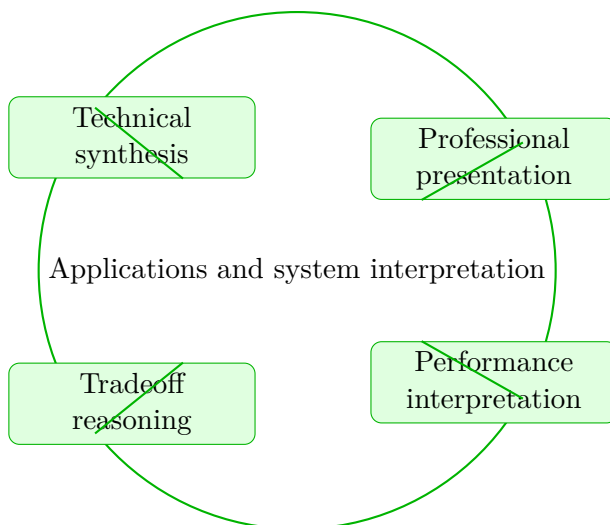 Technical
synthesis
Professional
presentation
Applications and system interpretation
Tradeoff
reasoning
Performance
interpretation